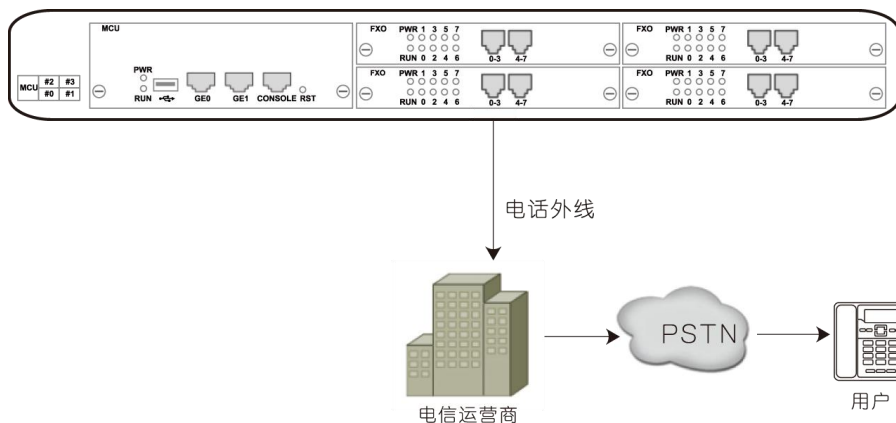 MCU
FXO PWR 1 3 5 7
RUN 0 2 4 6 0-3 4-7
FXO PWR 1 3 5 7
RUN 0 2 4 6 0-3 4-7
MCU #2 #3
#0 #1
PWR
RUN GE0 GE1 CONSOLE RST
FXO PWR 1 3 5 7
RUN 0 2 4 6 0-3 4-7
FXO PWR 1 3 5 7
RUN 0 2 4 6 0-3 4-7
电话外线
PSTN
电信运营商
用户